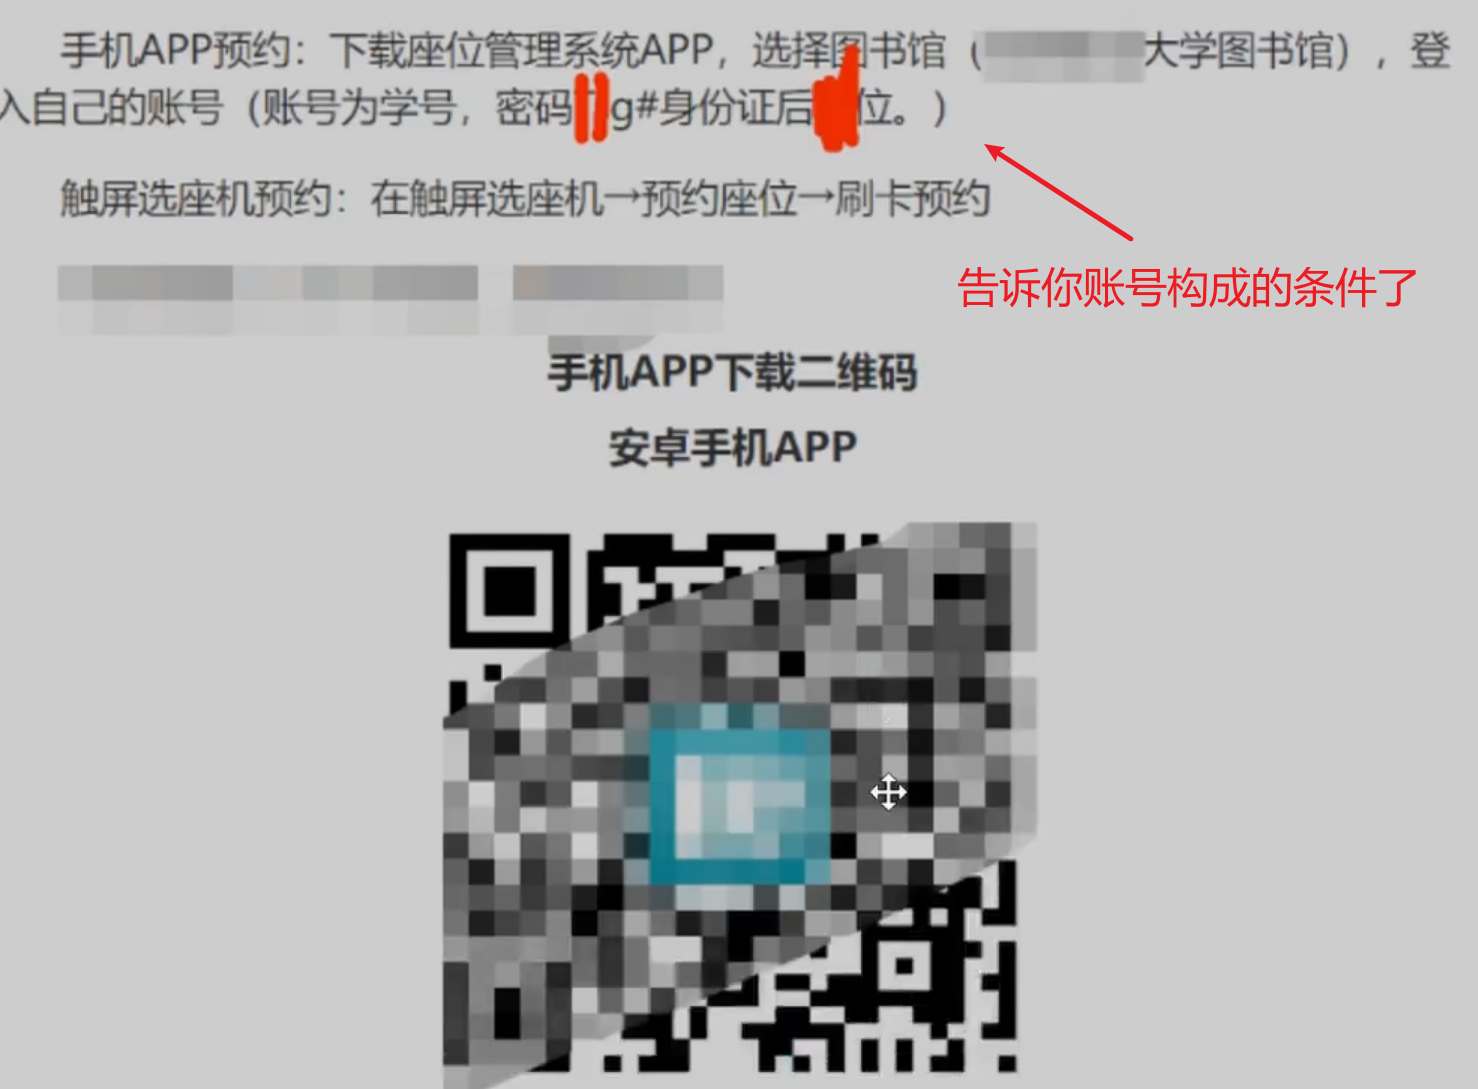 手机APP预约：下载座位管理系统APP，选择图书馆（大学图书馆），登
入自己的账号（账号为学号，密码g#身份证后位。）
触屏选座机预约：在触屏选座机→预约座位→刷卡预约
告诉你账号构成的条件了
手机APP下载二维码
安卓手机APP